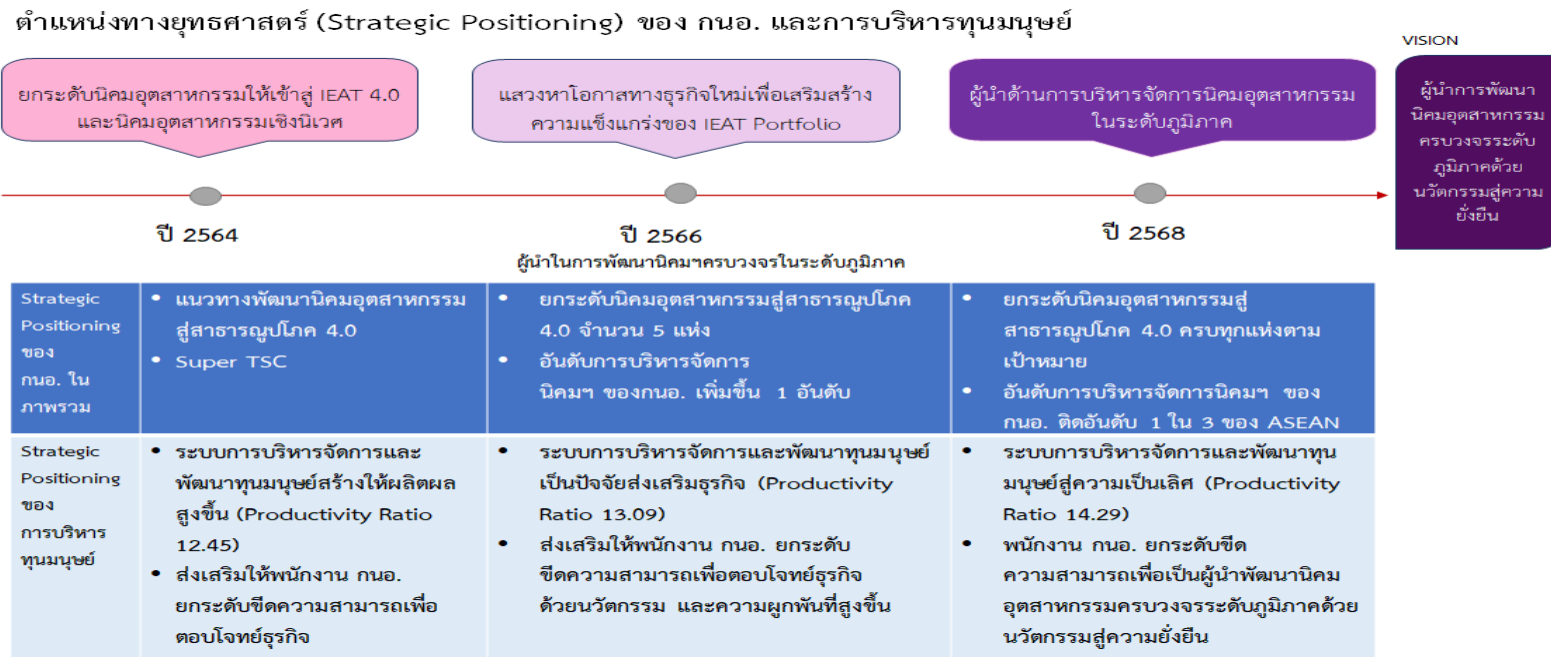 ตำแหน่งทางยุทธศาสตร์ (Strategic Positioning) ของ กนอ. และการบริหารทุนมนุษย์
VISION
ยกระดับนิคมอุตสาหกรรมให้เข้าสู่ IEAT 4.0
และนิคมอุตสาหกรรมเชิงนิเวศ
แสวงหาโอกาสทางธุรกิจใหม่เพื่อเสริมสร้าง
ความแข็งแกร่งของ IEAT Portfolio
ผู้นำด้านการบริหารจัดการนิคมอุตสาหกรรม
ในระดับภูมิภาค
ผู้นำการพัฒนา
นิคมอุตสาหกรรม
ครบวงจรระดับ
ภูมิภาคด้วย
นวัตกรรมสู่ความ
ยั่งยืน
ปี 2564
ปี 2566
ปี 2568
ผู้นำในการพัฒนานิคมฯครบวงจรในระดับภูมิภาค
Strategic
Positioning
ของ
กนอ. ใน
ภาพรวม
• แนวทางพัฒนานิคมอุตสาหกรรม
สู่สาธารณูปโภค 4.0
• Super TSC
• ยกระดับนิคมอุตสาหกรรมสู่สาธารณูปโภค
4.0 จำนวน 5 แห่ง
• อันดับการบริหารจัดการ
นิคมฯ ของกนอ. เพิ่มขึ้น 1 อันดับ
• ยกระดับนิคมอุตสาหกรรมสู่
สาธารณูปโภค 4.0 ครบทุกแห่งตาม
เป้าหมาย
• อันดับการบริหารจัดการนิคมฯ ของ
กนอ. ติดอันดับ 1 ใน 3 ของ ASEAN
Strategic
Positioning
ของ
การบริหาร
ทุนมนุษย์
• ระบบการบริหารจัดการและ
พัฒนาทุนมนุษย์สร้างให้ผลิตผล
สูงขึ้น (Productivity Ratio
12.45)
• ส่งเสริมให้พนักงาน กนอ.
ยกระดับขีดความสามารถเพื่อ
ตอบโจทย์ธุรกิจ
• ระบบการบริหารจัดการและพัฒนาทุนมนุษย์
เป็นปัจจัยส่งเสริมธุรกิจ (Productivity
Ratio 13.09)
• ส่งเสริมให้พนักงาน กนอ. ยกระดับ
ขีดความสามารถเพื่อตอบโจทย์ธุรกิจ
ด้วยนวัตกรรม และความผูกพันที่สูงขึ้น
• ระบบการบริหารจัดการและพัฒนาทุน
มนุษย์สู่ความเป็นเลิศ (Productivity
Ratio 14.29)
• พนักงาน กนอ. ยกระดับขีด
ความสามารถเพื่อเป็นผู้นำพัฒนานิคม
อุตสาหกรรมครบวงจรระดับภูมิภาคด้วย
นวัตกรรมสู่ความยั่งยืน